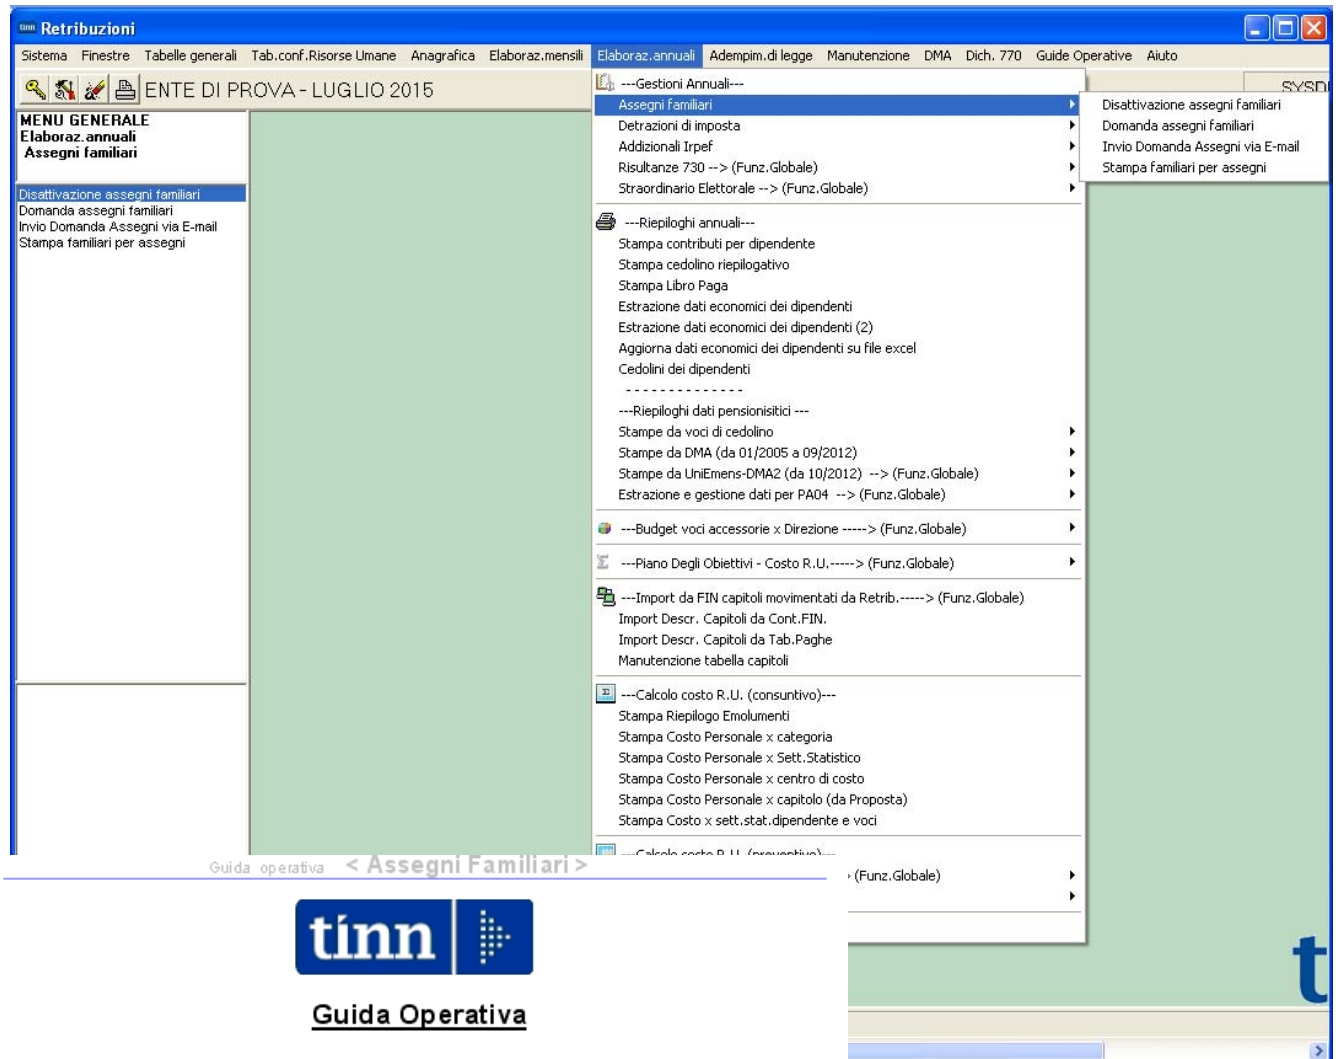 tinn Retribuzioni
Sistema Finestre Tabelle generali Tab.conf.Risorse Umane Anagrafica Elaboraz.mensili Elaboraz.annuali Adempim.di legge Manutenzione DMA Dich. 770 Guide Operative Aiuto
ENTE DI PROVA - LUGLIO 2015
MENU GENERALE
Elaboraz.annuali
Assegni familiari
Disattivazione assegni familiari
Domanda assegni familiari
Invio Domanda Assegni via E-mail
Stampa familiari per assegni
---Gestioni Annuali---
Assegni familiari
Detrazioni di imposta
Addizionali Irpef
Risultanze 730 --> (Funz.Globale)
Straordinario Elettorale --> (Funz.Globale)
---Riepiloghi annuali---
Stampa contributi per dipendente
Stampa cedolino riepilogativo
Stampa Libro Paga
Estrazione dati economici dei dipendenti
Estrazione dati economici dei dipendenti (2)
Aggiorna dati economici dei dipendenti su file excel
Cedolini dei dipendenti
- - - - - - - - - - - - - -
---Riepiloghi dati pensionisitici ---
Stampe da voci di cedolino
Stampe da DMA (da 01/2005 a 09/2012)
Stampe da UniEmens-DMA2 (da 10/2012) --> (Funz.Globale)
Estrazione e gestione dati per PA04 --> (Funz.Globale)
---Budget voci accessorie x Direzione -----> (Funz.Globale)
---Piano Degli Obiettivi - Costo R.U.-----> (Funz.Globale)
---Import da FIN capitoli movimentati da Retrib.-----> (Funz.Globale)
Import Descr. Capitoli da Cont.FIN.
Import Descr. Capitoli da Tab.Paghe
Manutenzione tabella capitoli
---Calcolo costo R.U. (consuntivo)---
Stampa Riepilogo Emolumenti
Stampa Costo Personale x categoria
Stampa Costo Personale x Sett.Statistico
Stampa Costo Personale x centro di costo
Stampa Costo Personale x capitolo (da Proposta)
Stampa Costo x sett.stat.dipendente e voci
---Calcolo costo R.U. (preventivo)---
> (Funz.Globale)
Disattivazione assegni familiari
Domanda assegni familiari
Invio Domanda Assegni via E-mail
Stampa familiari per assegni
SYSD
t
Guida operativa < Assegni Familiari >
tinn
Guida Operativa